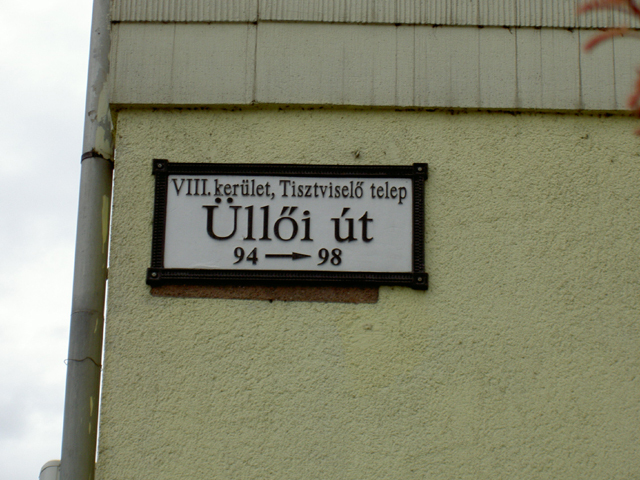 VIII. kerület, Tisztviselő telep
Üllői út
94 → 98